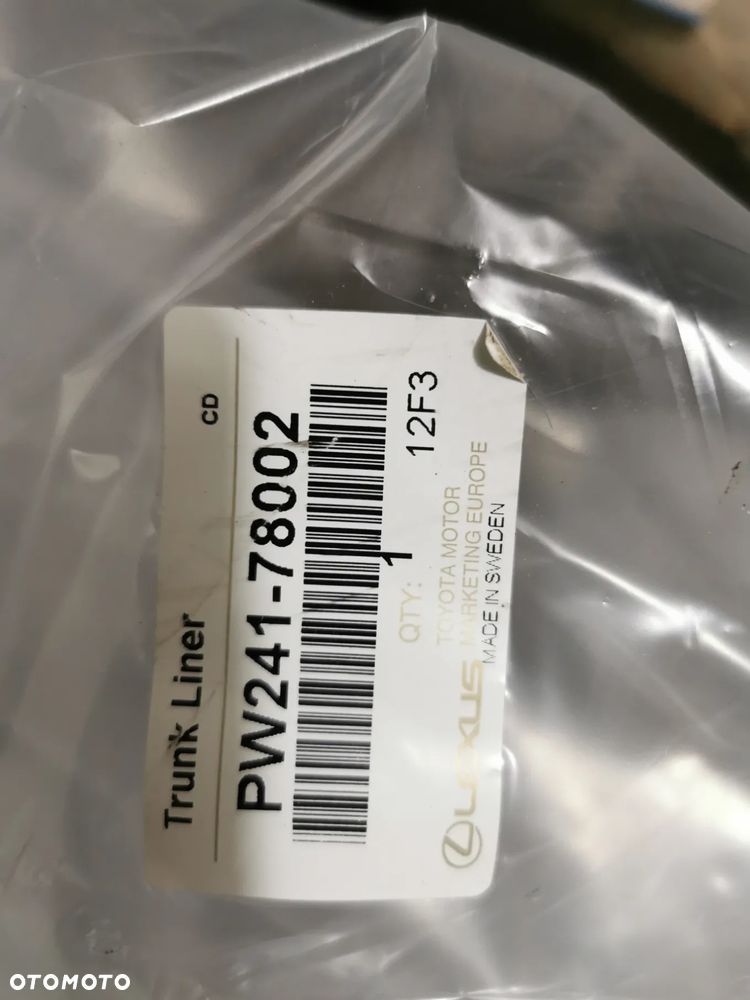 Trunk Liner
CD
PW241-78002
QTY: 1
12F3
LEXUS
TOYOTA MOTOR
MARKETING EUROPE
MADE IN SWEDEN
OTOMOTO